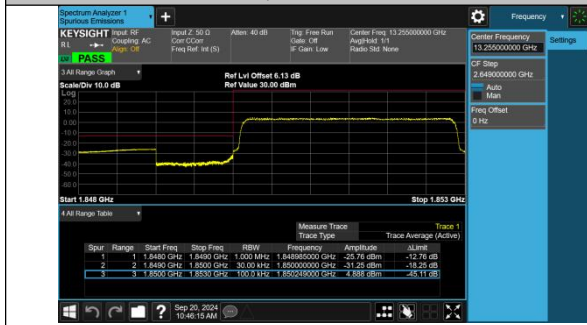 Spectrum Analyzer 1
Spurious Emissions
+
Frequency
KEYSIGHT
Input: RF
Coupling: AC
Align: Off
Input Z: 50 Ω
Corr CCorr
Freq Ref: Int (S)
Atten: 40 dB
Trig: Free Run
Gate: Off
IF Gain: Low
Center Freq: 13.255000000 GHz
Avg|Hold: 1/1
Radio Std: None
PASS
Center Frequency
13.255000000 GHz
Settings
CF Step
2.649000000 GHz
Auto
Man
Freq Offset
0 Hz
3 All Range Graph
Scale/Div 10.0 dB
Ref Lvl Offset 6.13 dB
Ref Value 30.00 dBm
Log
20.0
10.0
0.00
-10.0
-20.0
-30.0
-40.0
-50.0
-60.0
Start 1.848 GHz
Stop 1.853 GHz
4 All Range Table
Measure Trace Trace 1
Trace Type Trace Average (Active)
Spur Range Start Freq Stop Freq RBW Frequency Amplitude ΔLimit
1 1 1.8480 GHz 1.8490 GHz 1.000 MHz 1.848985000 GHz -25.76 dBm -12.76 dB
2 2 1.8490 GHz 1.8500 GHz 30.00 kHz 1.850000000 GHz -31.25 dBm -18.25 dB
3 3 1.8500 GHz 1.8530 GHz 100.0 kHz 1.850249000 GHz 4.888 dBm -45.11 dB
?
Sep 20, 2024
10:46:15 AM